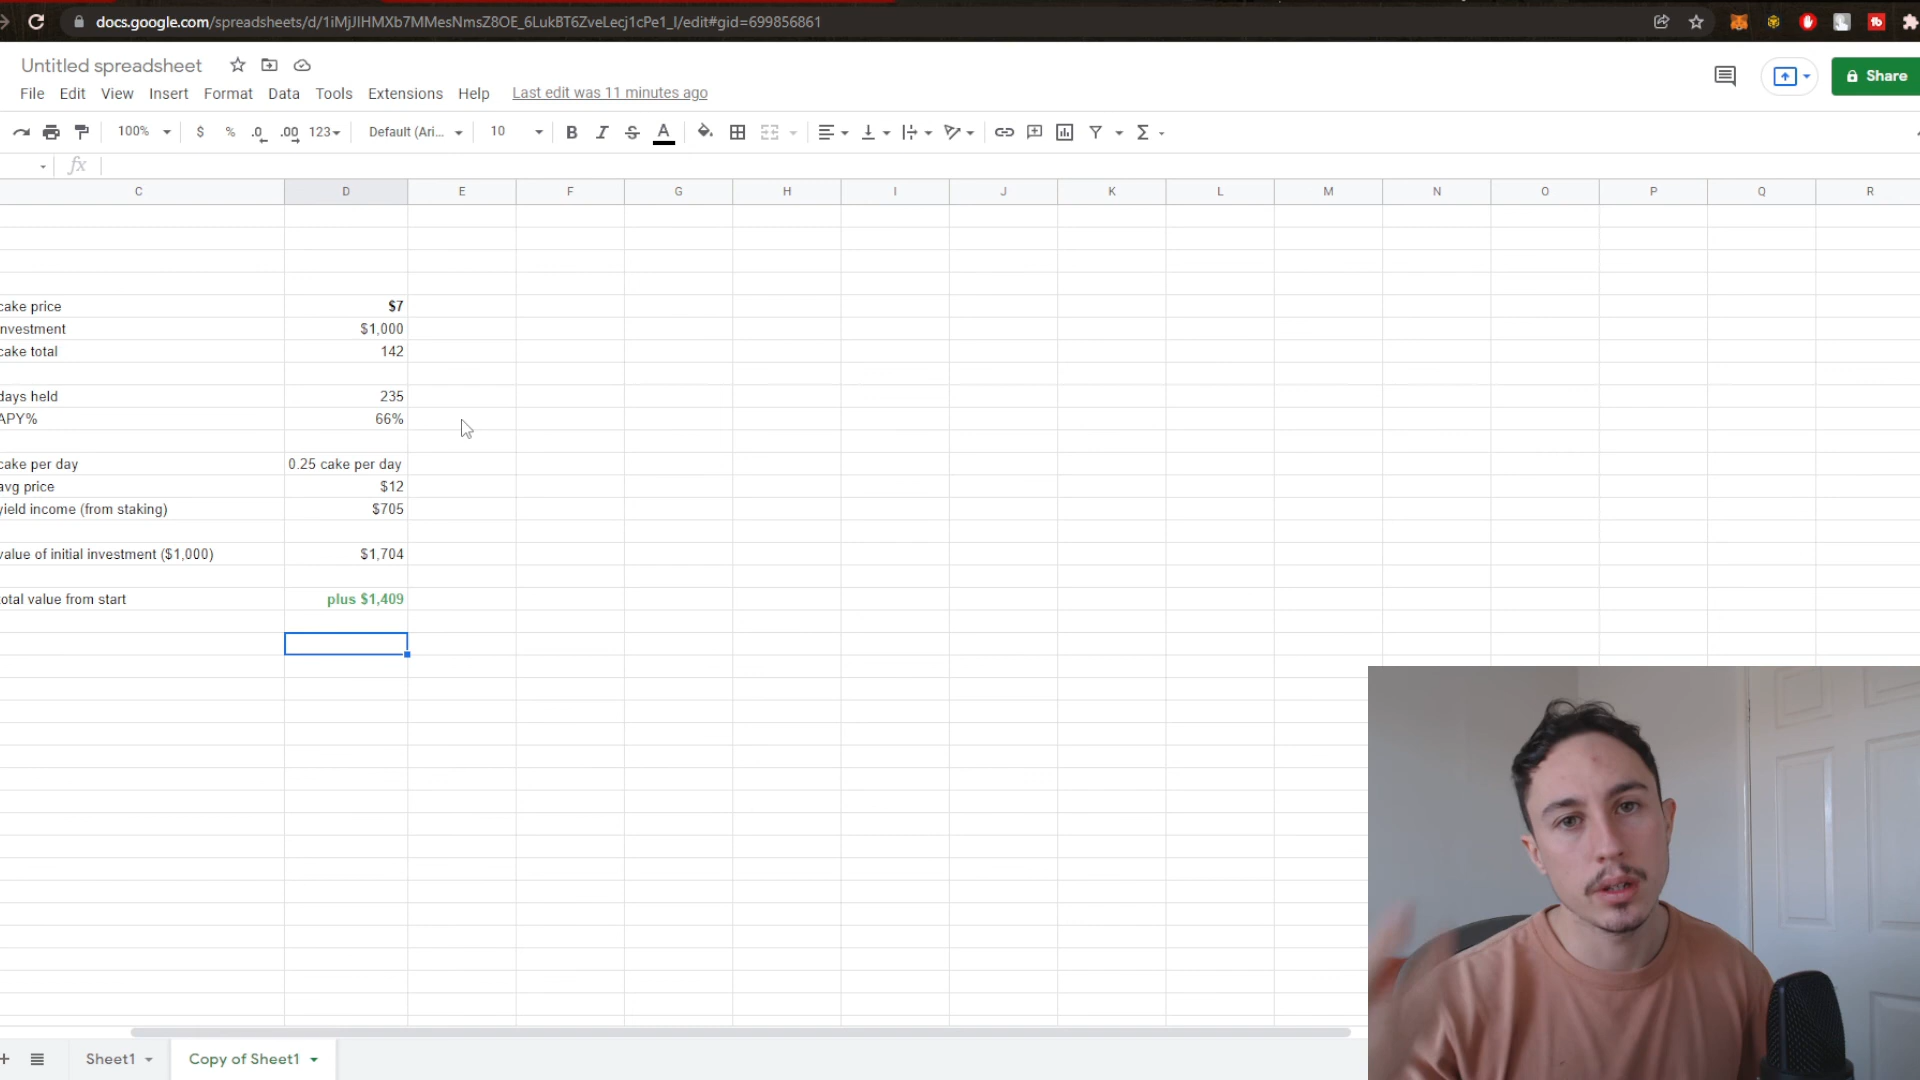 docs.google.com/spreadsheets/d/1iMjJIHMXb7MMesNmsZ8OE_6LukBT6ZveLecj1cPe1_I/edit#gid=699856861
Untitled spreadsheet
File Edit View Insert Format Data Tools Extensions Help Last edit was 11 minutes ago
Share
100% $ % .0 .00 123 Default (Ari... 10 B I S A Σ
fx
C D E F G H I J K L M N O P Q R
cake price $7
nvestment $1,000
cake total 142
days held 235
APY% 66%
cake per day 0.25 cake per day
avg price $12
yield income (from staking) $705
value of initial investment ($1,000) $1,704
total value from start plus $1,409
+ Sheet1 Copy of Sheet1